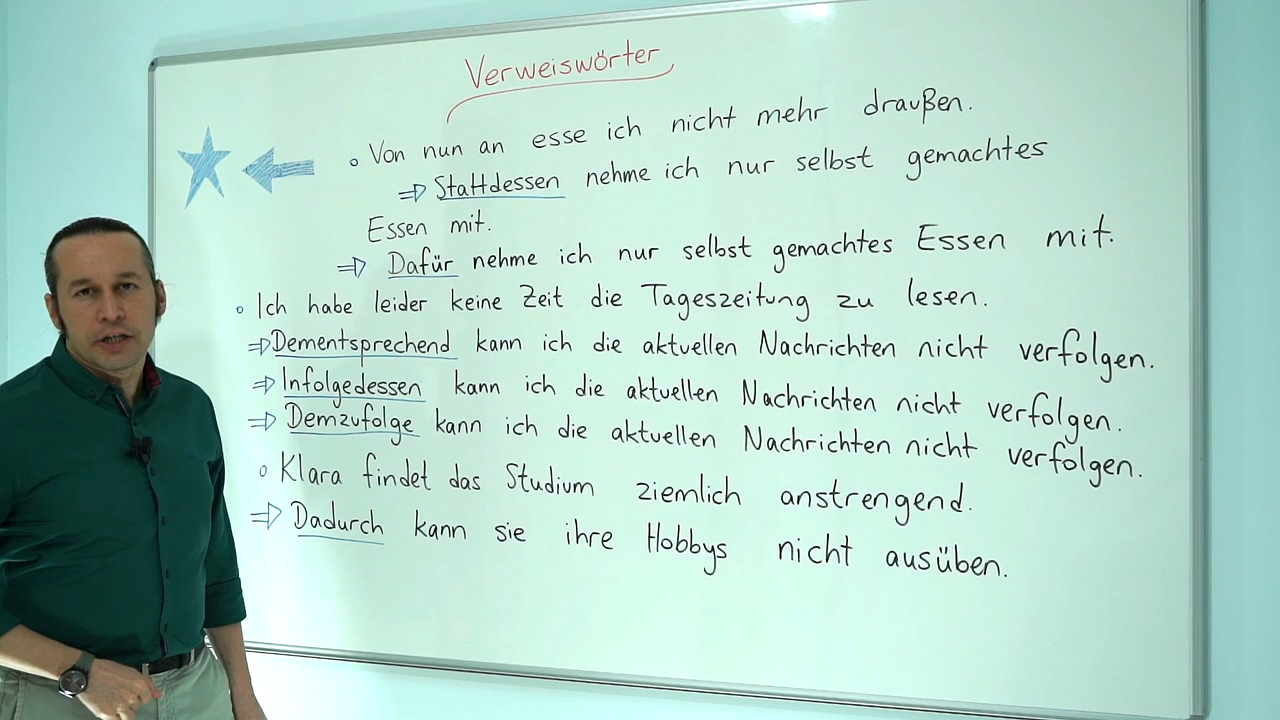 Verweiswörter
Von nun an esse ich nicht mehr draußen.
⇒ Stattdessen nehme ich nur selbst gemachtes
Essen mit.
⇒ Dafür nehme ich nur selbst gemachtes Essen mit.
Ich habe leider keine Zeit die Tageszeitung zu lesen.
⇒ Dementsprechend kann ich die aktuellen Nachrichten nicht verfolgen.
⇒ Infolgedessen kann ich die aktuellen Nachrichten nicht verfolgen.
⇒ Demzufolge kann ich die aktuellen Nachrichten nicht verfolgen.
Klara findet das Studium ziemlich anstrengend.
⇒ Dadurch kann sie ihre Hobbys nicht ausüben.